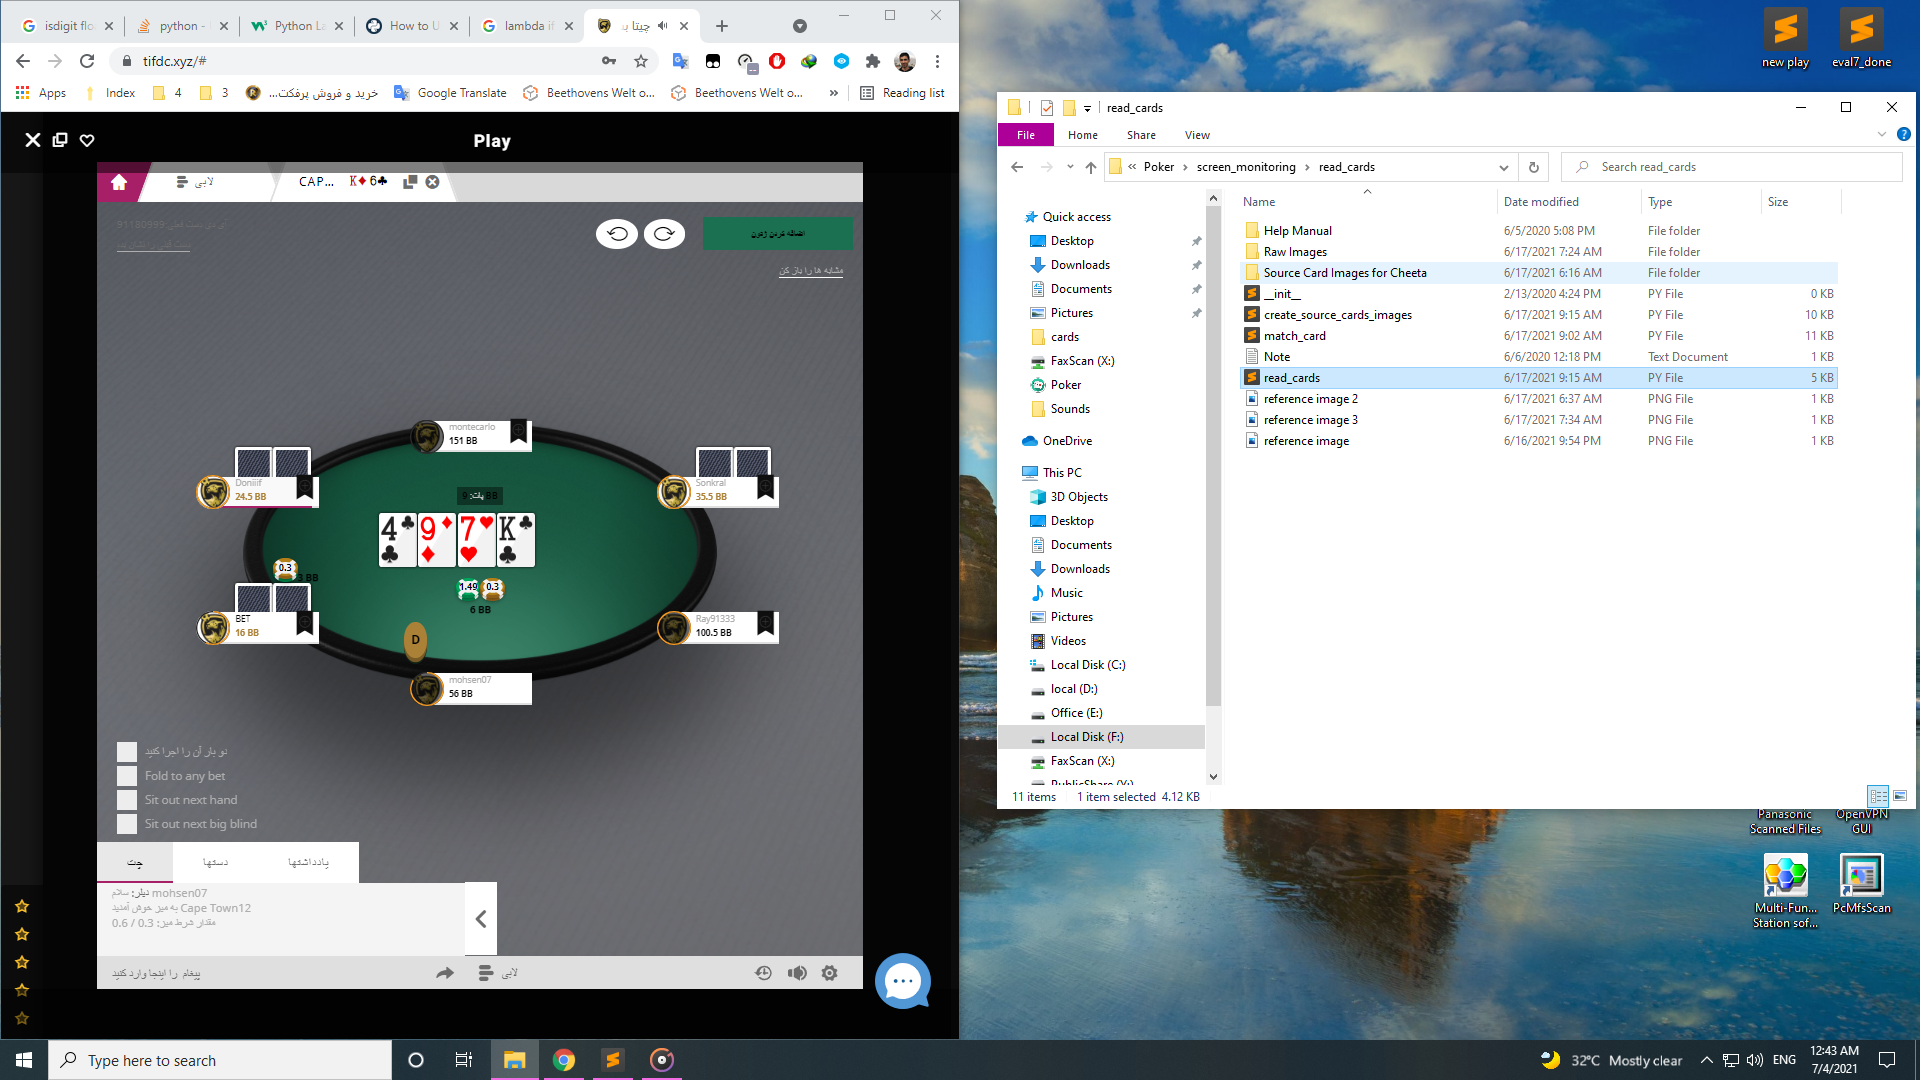 isdigit flo
python -
Python La
How to U
lambda if
چیتا ب
tifdc.xyz/#
Apps
Index
4
3
خرید و فروش پرفکت...
Google Translate
Beethovens Welt o...
Beethovens Welt o...
»
Reading list
Play
لابی
CAP...
K♦ 6♣
اضافه کردن ژتون
مشابه ها را باز کن
montecarlo
151 BB
Doniiif
24.5 BB
Sonkrai
35.5 BB
پات: 9 BB
4 9 7 K
0.3
3 BB
1.49 0.3
6 BB
BET
16 BB
D
Ray91333
100.5 BB
mohsen07
56 BB
دو بار آن را اجرا کنید
Fold to any bet
Sit out next hand
Sit out next big blind
چت
دستها
یادداشتها
دیلر: سلام mohsen07
به میز خوش آمدید Cape Town12
مقدار شرط میز: 0.3 / 0.6
پیغام را اینجا وارد کنید
لابی
new play
eval7_done
read_cards
File
Home
Share
View
« Poker › screen_monitoring › read_cards
Search read_cards
Name
Date modified
Type
Size
Quick access
Desktop
Downloads
Documents
Pictures
cards
FaxScan (X:)
Poker
Sounds
OneDrive
This PC
3D Objects
Desktop
Documents
Downloads
Music
Pictures
Videos
Local Disk (C:)
local (D:)
Office (E:)
Local Disk (F:)
FaxScan (X:)
PublicShare (Y:)
Help Manual 6/5/2020 5:08 PM File folder
Raw Images 6/17/2021 7:24 AM File folder
Source Card Images for Cheeta 6/17/2021 6:16 AM File folder
__init__ 2/13/2020 4:24 PM PY File 0 KB
create_source_cards_images 6/17/2021 9:15 AM PY File 10 KB
match_card 6/17/2021 9:02 AM PY File 11 KB
Note 6/6/2020 12:18 PM Text Document 1 KB
read_cards 6/17/2021 9:15 AM PY File 5 KB
reference image 2 6/17/2021 6:37 AM PNG File 1 KB
reference image 3 6/17/2021 7:34 AM PNG File 1 KB
reference image 6/16/2021 9:54 PM PNG File 1 KB
11 items
1 item selected 4.12 KB
Panasonic Scanned Files
OpenVPN GUI
Multi-Fun... Station sof...
PcMfsScan
Type here to search
32°C Mostly clear
ENG
12:43 AM
7/4/2021